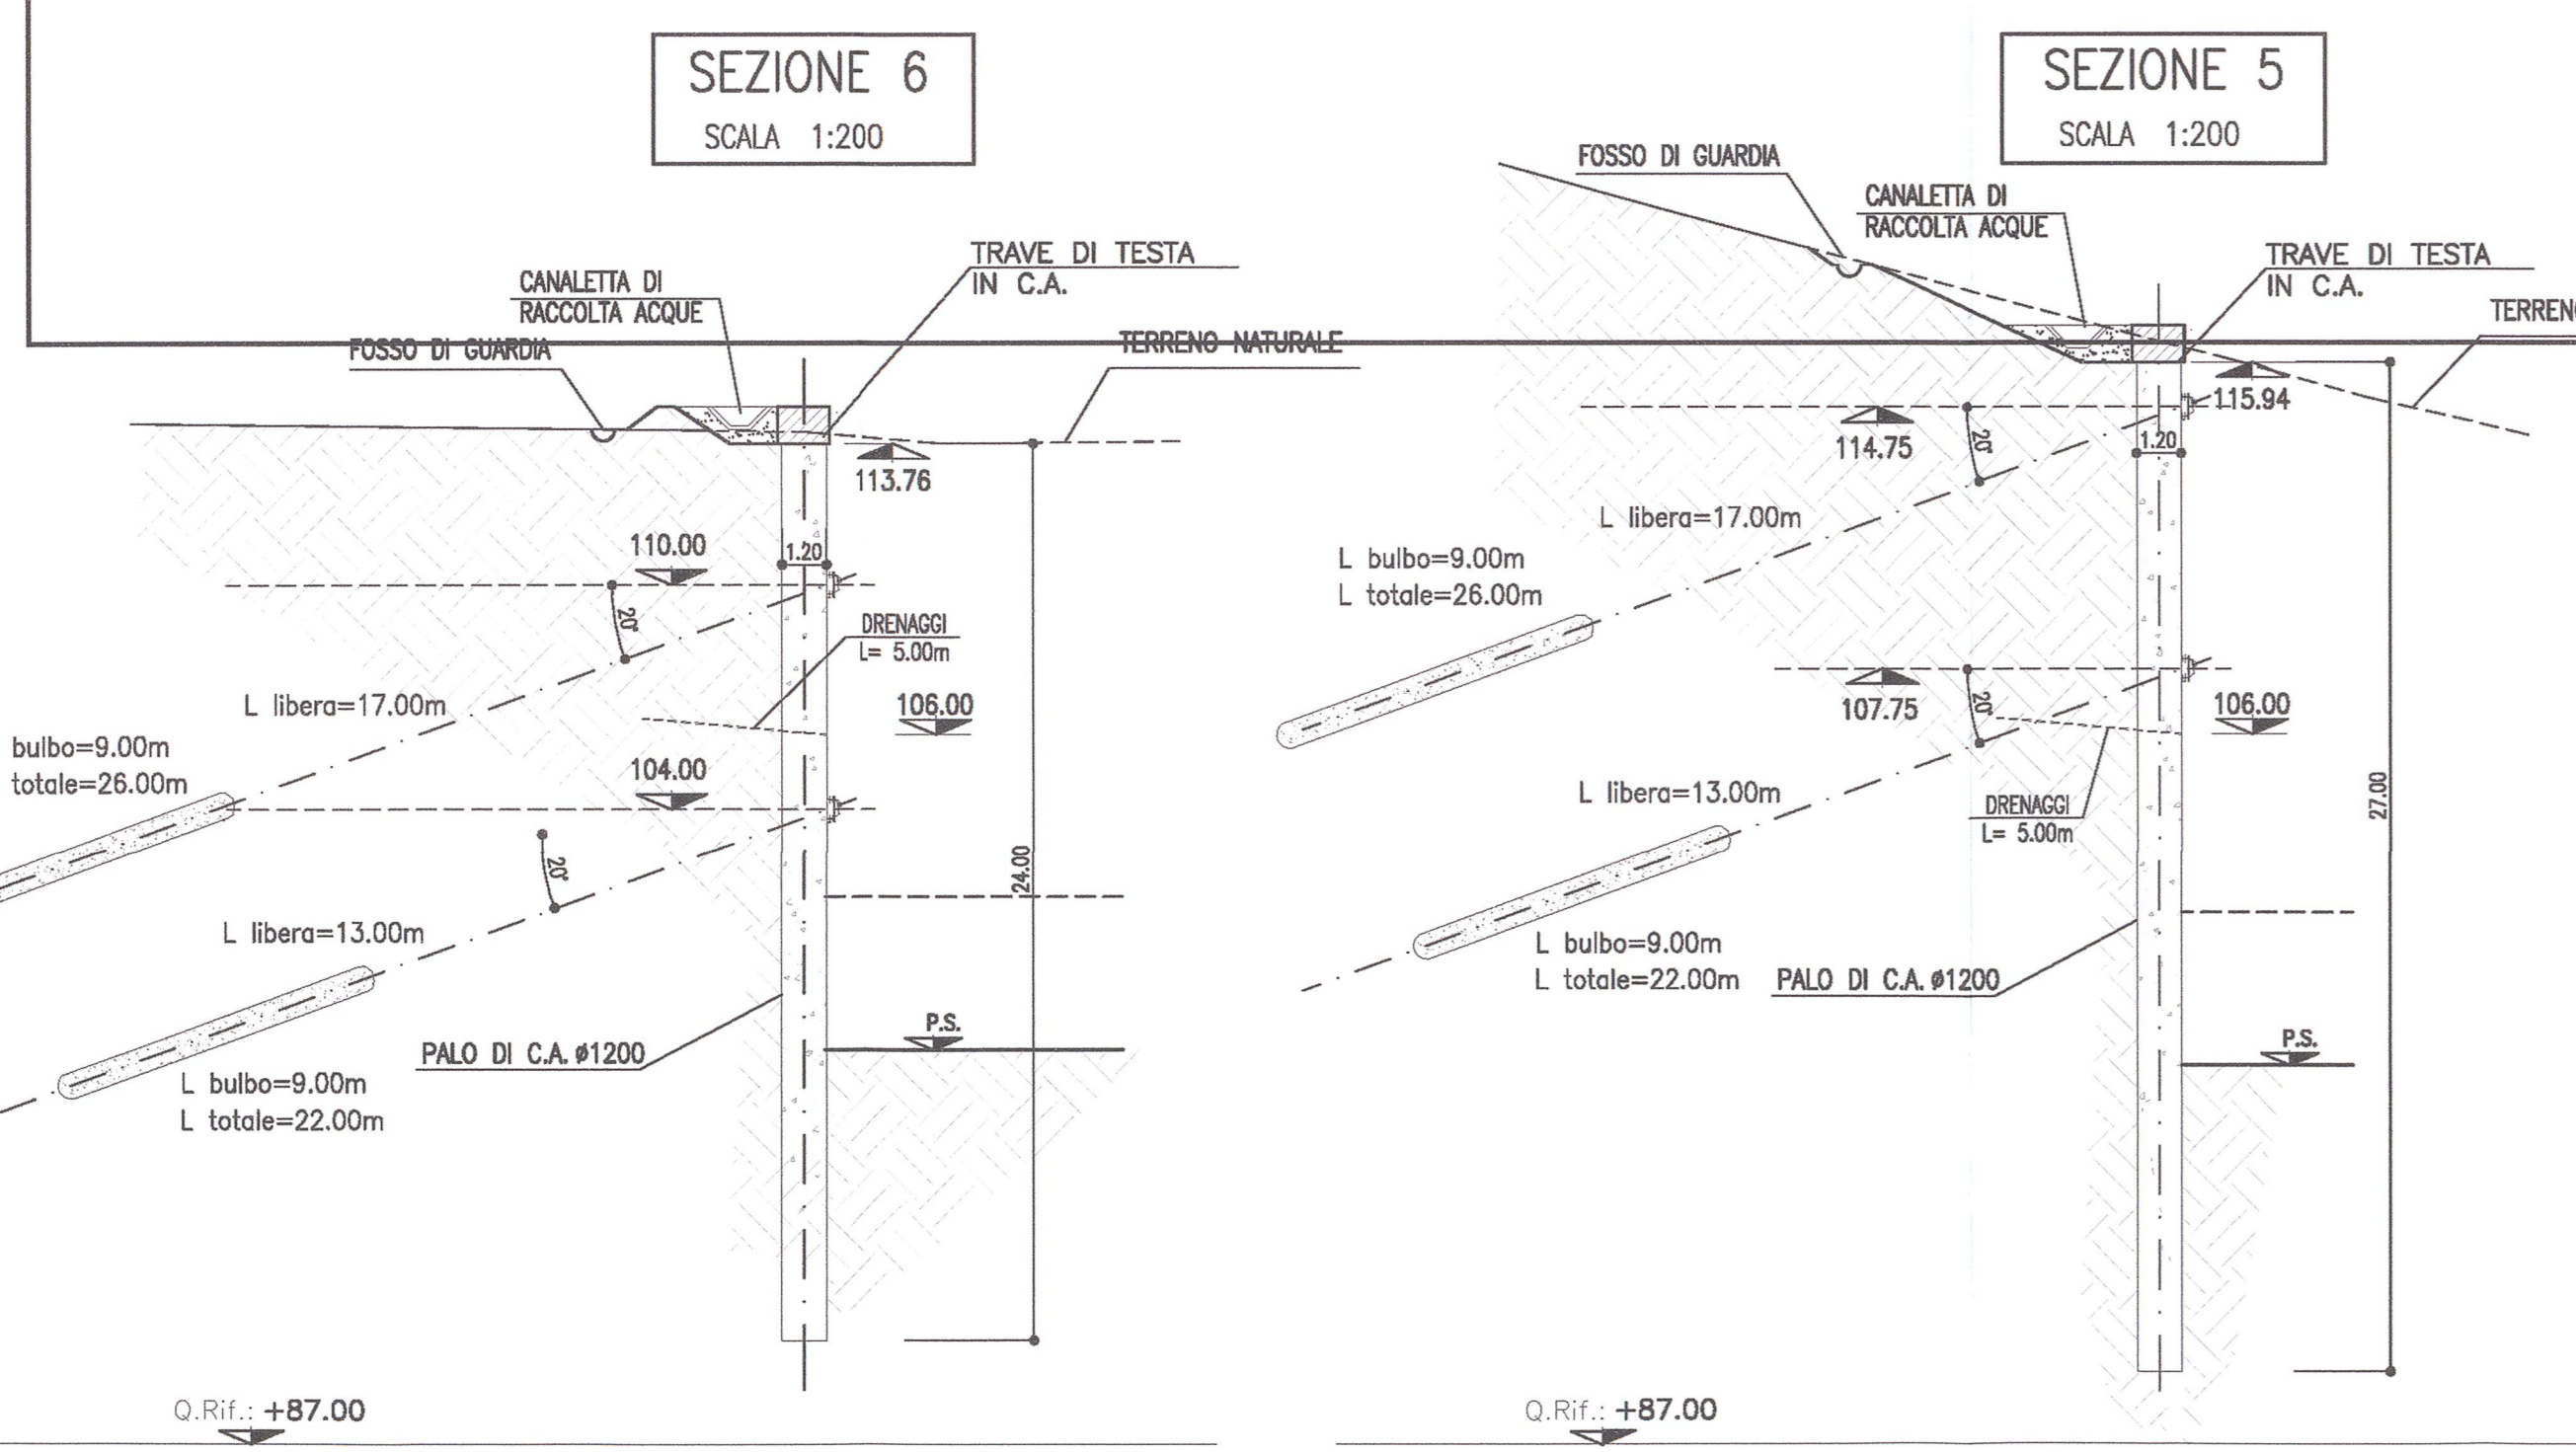 SEZIONE 6
SCALA 1:200
CANALETTA DI
RACCOLTA ACQUE
TRAVE DI TESTA
IN C.A.
FOSSO DI GUARDIA
TERRENO NATURALE
113.76
110.00
1.20
20°
DRENAGGI
L= 5.00m
L libera=17.00m
106.00
bulbo=9.00m
totale=26.00m
104.00
20°
24.00
L libera=13.00m
P.S.
PALO DI C.A. ø1200
L bulbo=9.00m
L totale=22.00m
Q.Rif.: +87.00
SEZIONE 5
SCALA 1:200
FOSSO DI GUARDIA
CANALETTA DI
RACCOLTA ACQUE
TRAVE DI TESTA
IN C.A.
TERREN
115.94
114.75
20°
1.20
L libera=17.00m
L bulbo=9.00m
L totale=26.00m
107.75
20°
106.00
L libera=13.00m
DRENAGGI
L= 5.00m
27.00
L bulbo=9.00m
L totale=22.00m
PALO DI C.A. ø1200
P.S.
Q.Rif.: +87.00